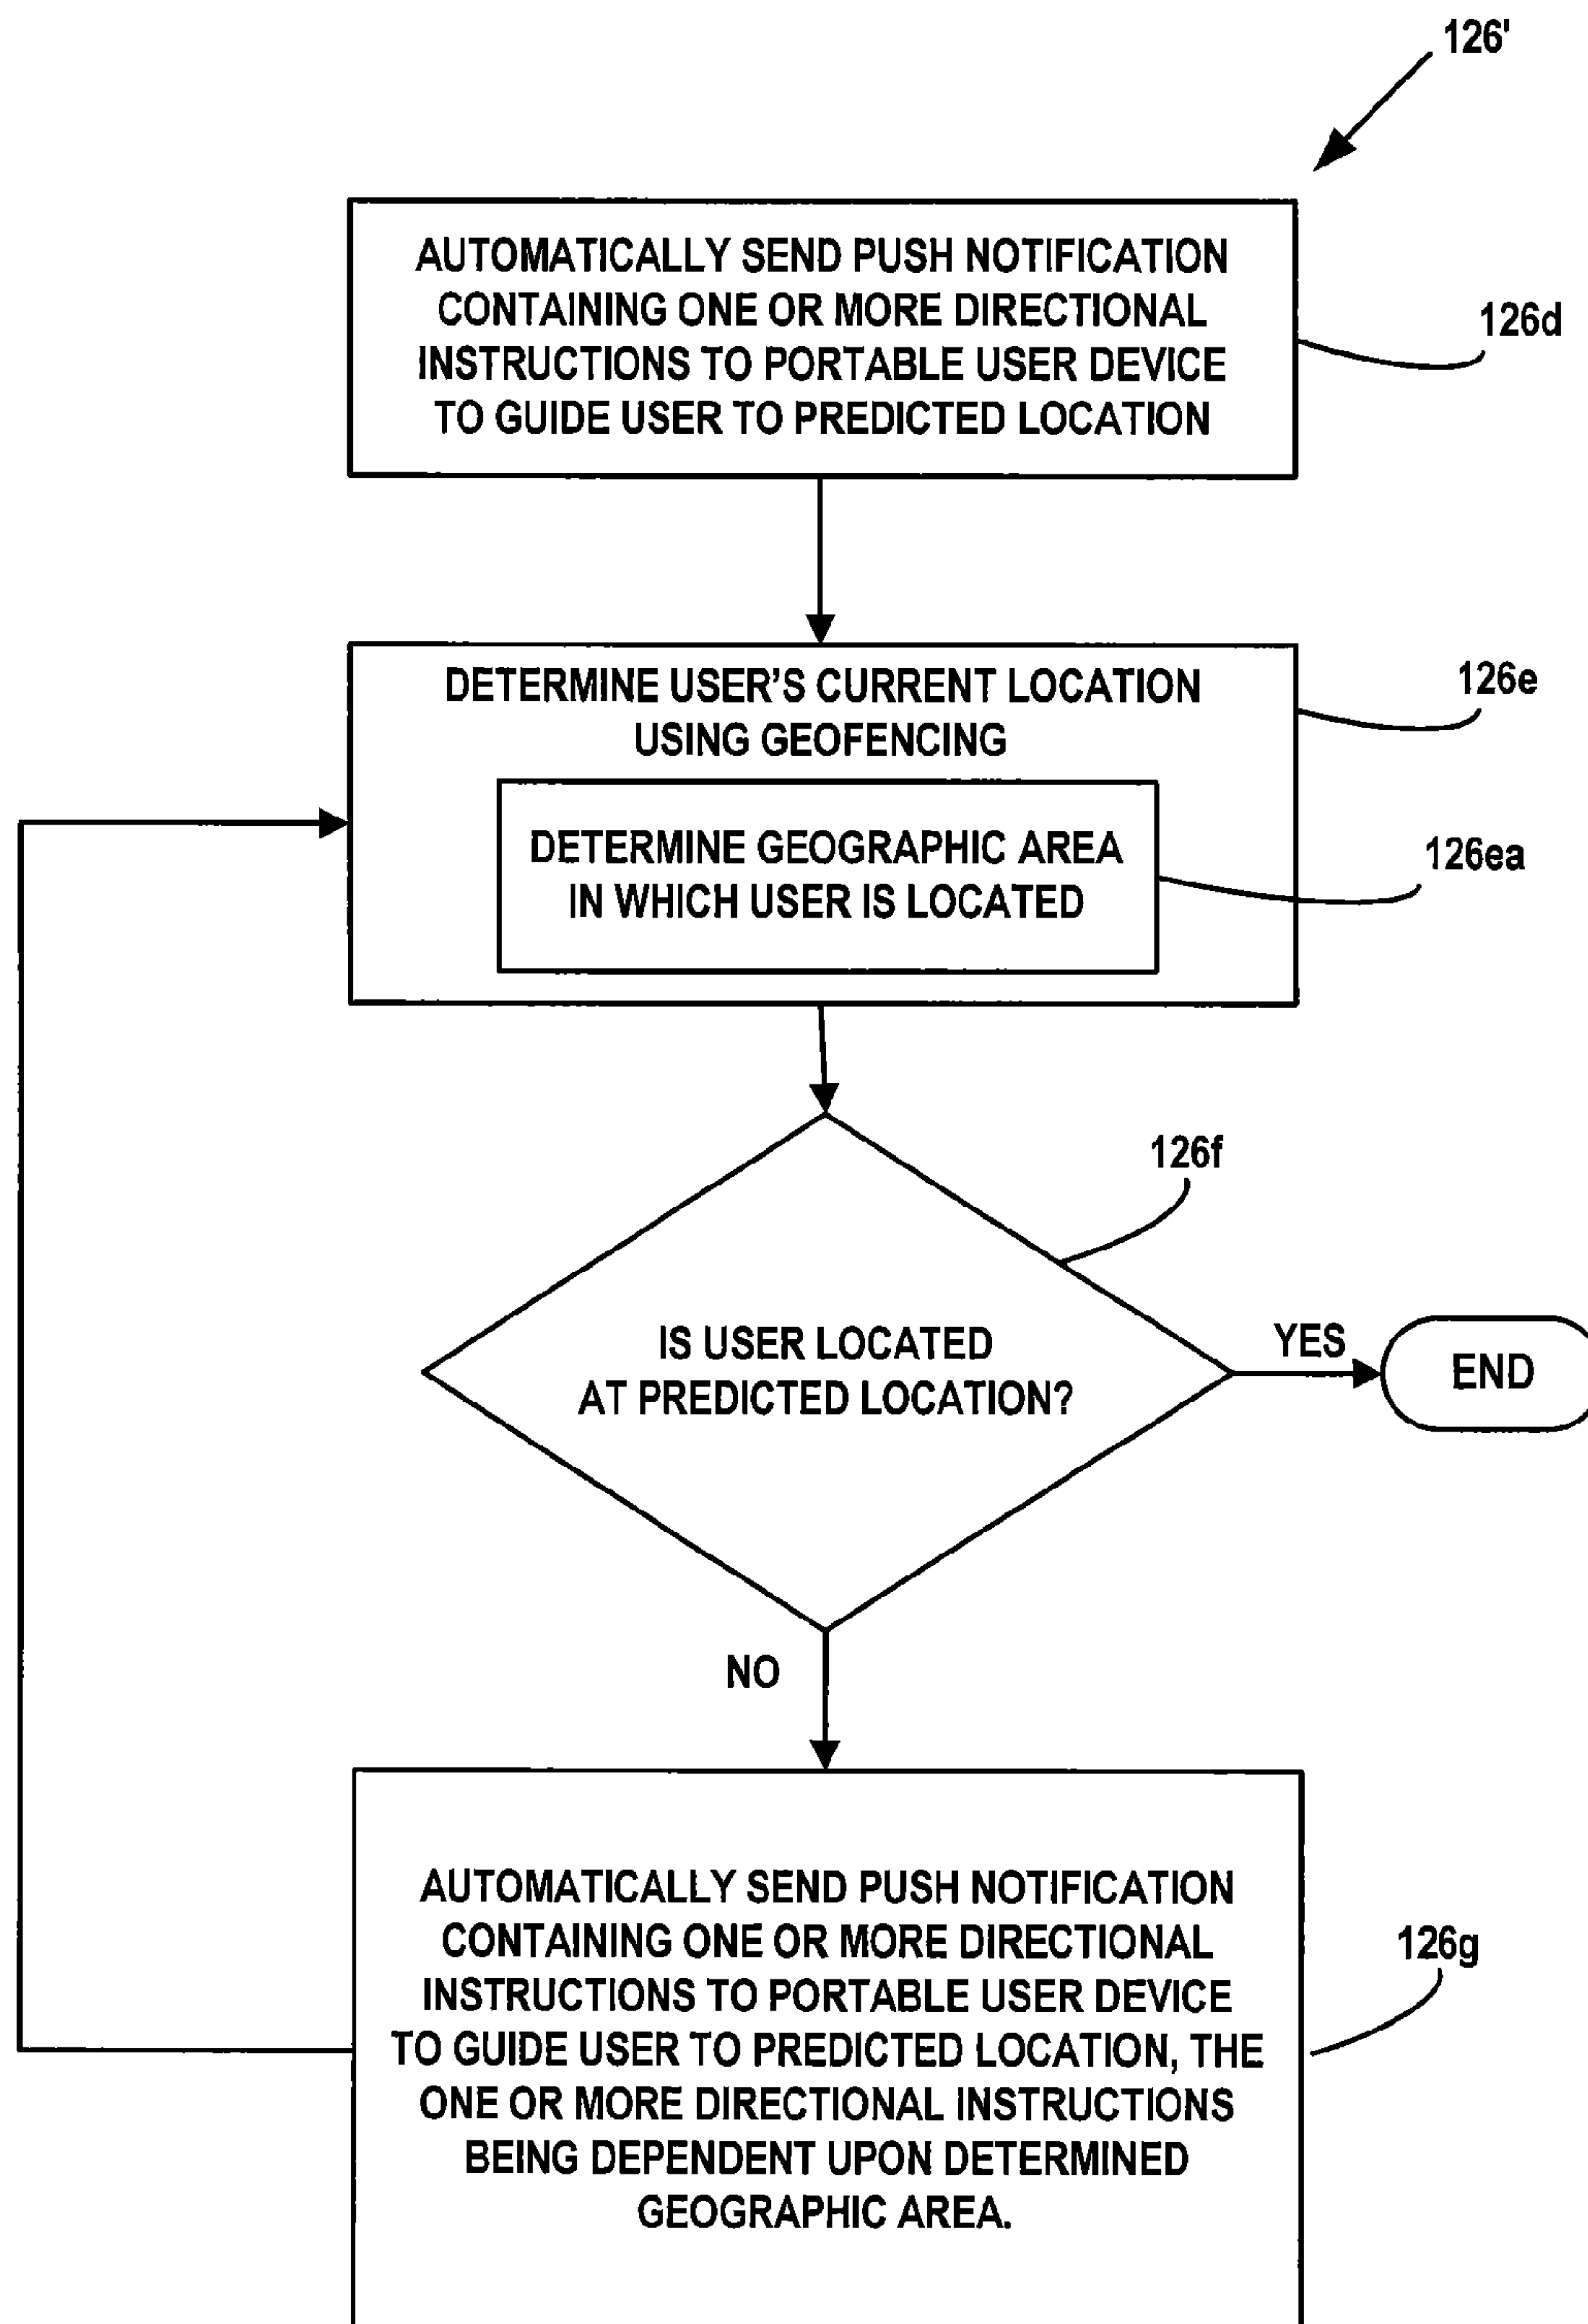 126'
AUTOMATICALLY SEND PUSH NOTIFICATION
CONTAINING ONE OR MORE DIRECTIONAL
INSTRUCTIONS TO PORTABLE USER DEVICE
TO GUIDE USER TO PREDICTED LOCATION
126d
DETERMINE USER'S CURRENT LOCATION
USING GEOFENCING
126e
DETERMINE GEOGRAPHIC AREA
IN WHICH USER IS LOCATED
126ea
126f
IS USER LOCATED
AT PREDICTED LOCATION?
YES
END
NO
AUTOMATICALLY SEND PUSH NOTIFICATION
CONTAINING ONE OR MORE DIRECTIONAL
INSTRUCTIONS TO PORTABLE USER DEVICE
TO GUIDE USER TO PREDICTED LOCATION, THE
ONE OR MORE DIRECTIONAL INSTRUCTIONS
BEING DEPENDENT UPON DETERMINED
GEOGRAPHIC AREA.
126g